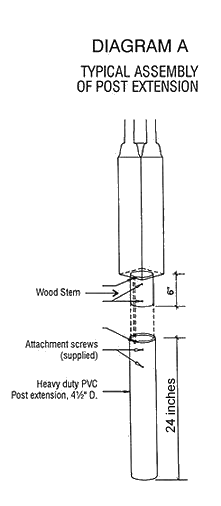 DIAGRAM A
TYPICAL ASSEMBLY
OF POST EXTENSION
Wood Stem
6"
Attachment screws
(supplied)
Heavy duty PVC
Post extension, 4½" D.
24 inches